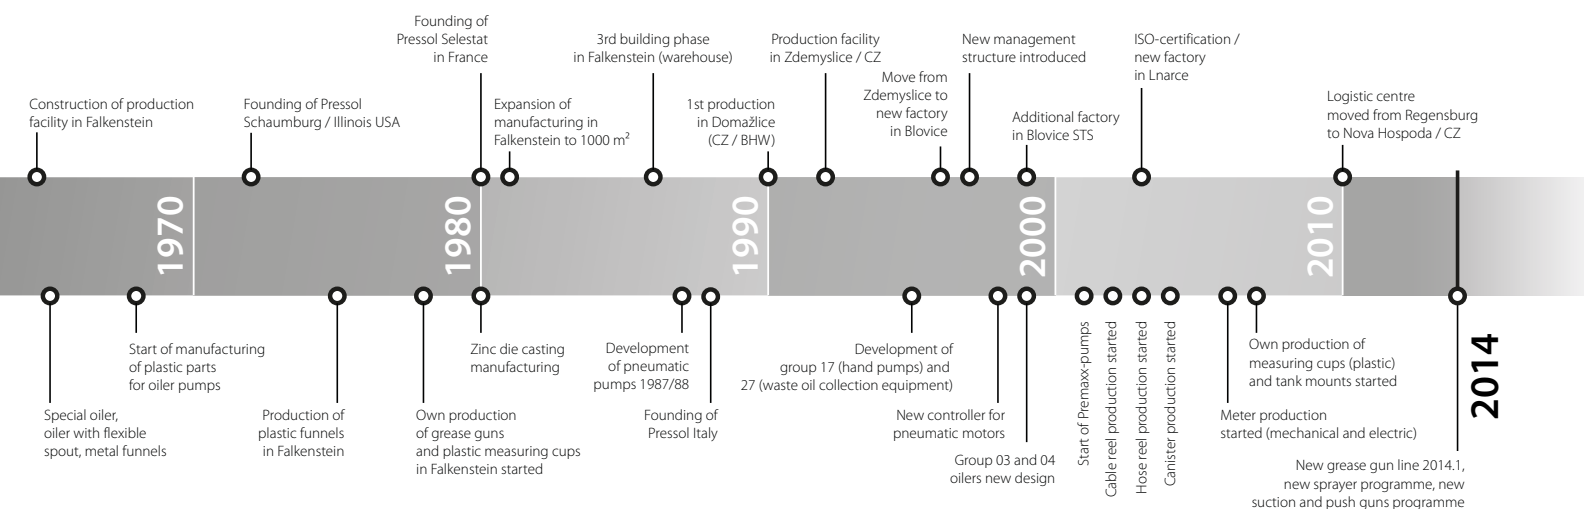 Founding of
Pressol Selestat
in France
3rd building phase
in Falkenstein (warehouse)
Production facility
in Zdemyslice / CZ
New management
structure introduced
ISO-certification /
new factory
in Lnarce
Construction of production
facility in Falkenstein
Founding of Pressol
Schaumburg / Illinois USA
Expansion of
manufacturing in
Falkenstein to 1000 m²
1st production
in Domažlice
(CZ / BHW)
Move from
Zdemyslice to
new factory
in Blovice
Additional factory
in Blovice STS
Logistic centre
moved from Regensburg
to Nova Hospoda / CZ
1970
1980
1990
2000
2010
2014
Special oiler,
oiler with flexible
spout, metal funnels
Start of manufacturing
of plastic parts
for oiler pumps
Production of
plastic funnels
in Falkenstein
Own production
of grease guns
and plastic measuring cups
in Falkenstein started
Zinc die casting
manufacturing
Development
of pneumatic
pumps 1987/88
Founding of
Pressol Italy
Development of
group 17 (hand pumps) and
27 (waste oil collection equipment)
New controller for
pneumatic motors
Group 03 and 04
oilers new design
Start of Premaxx-pumps
Cable reel production started
Hose reel production started
Canister production started
Meter production
started (mechanical and electric)
Own production of
measuring cups (plastic)
and tank mounts started
New grease gun line 2014.1,
new sprayer programme, new
suction and push guns programme